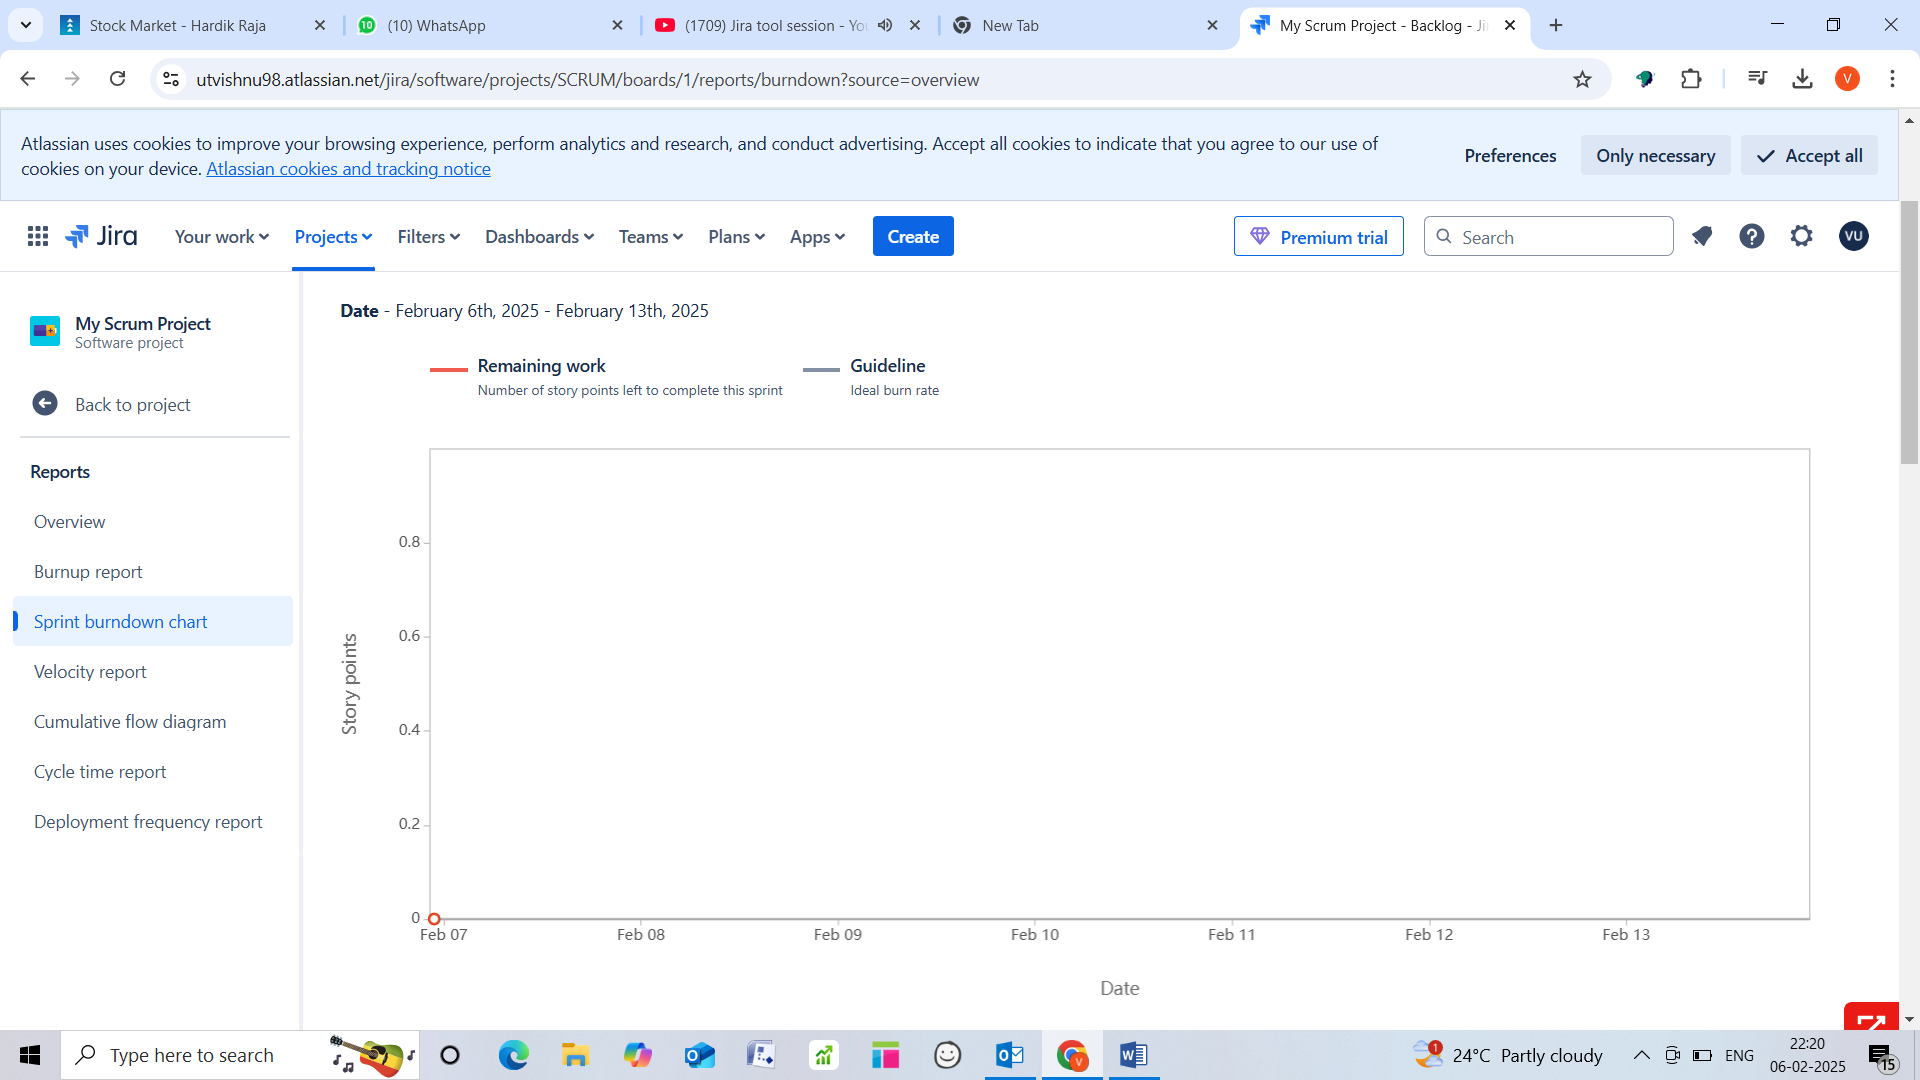 Stock Market - Hardik Raja
(10) WhatsApp
(1709) Jira tool session - You
New Tab
My Scrum Project - Backlog - Ji
utvishnu98.atlassian.net/jira/software/projects/SCRUM/boards/1/reports/burndown?source=overview
V
Atlassian uses cookies to improve your browsing experience, perform analytics and research, and conduct advertising. Accept all cookies to indicate that you agree to our use of
cookies on your device. Atlassian cookies and tracking notice
Preferences
Only necessary
Accept all
Jira
Your work
Projects
Filters
Dashboards
Teams
Plans
Apps
Create
Premium trial
Search
VU
My Scrum Project
Software project
Back to project
Reports
Overview
Burnup report
Sprint burndown chart
Velocity report
Cumulative flow diagram
Cycle time report
Deployment frequency report
Date - February 6th, 2025 - February 13th, 2025
Remaining work
Number of story points left to complete this sprint
Guideline
Ideal burn rate
Story points
0.8
0.6
0.4
0.2
0
Feb 07
Feb 08
Feb 09
Feb 10
Feb 11
Feb 12
Feb 13
Date
Type here to search
1
24°C Partly cloudy
ENG
22:20
06-02-2025
15